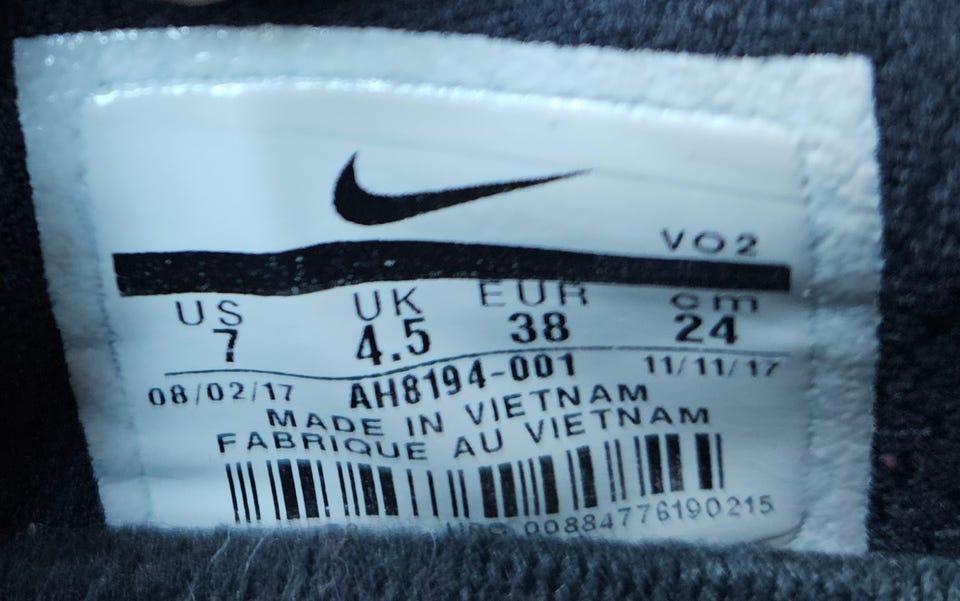 VO2
US UK EUR cm
7 4.5 38 24
08/02/17 AH8194-001 11/11/17
MADE IN VIETNAM
FABRIQUE AU VIETNAM
UPC 00884776190215